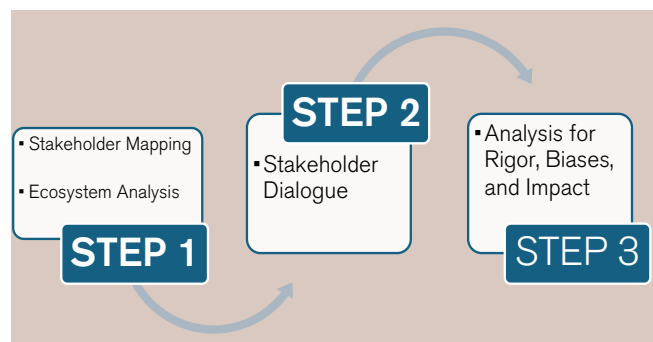 ▪ Stakeholder Mapping
▪ Ecosystem Analysis
STEP 1
STEP 2
▪ Stakeholder
Dialogue
▪ Analysis for
Rigor, Biases,
and Impact
STEP 3